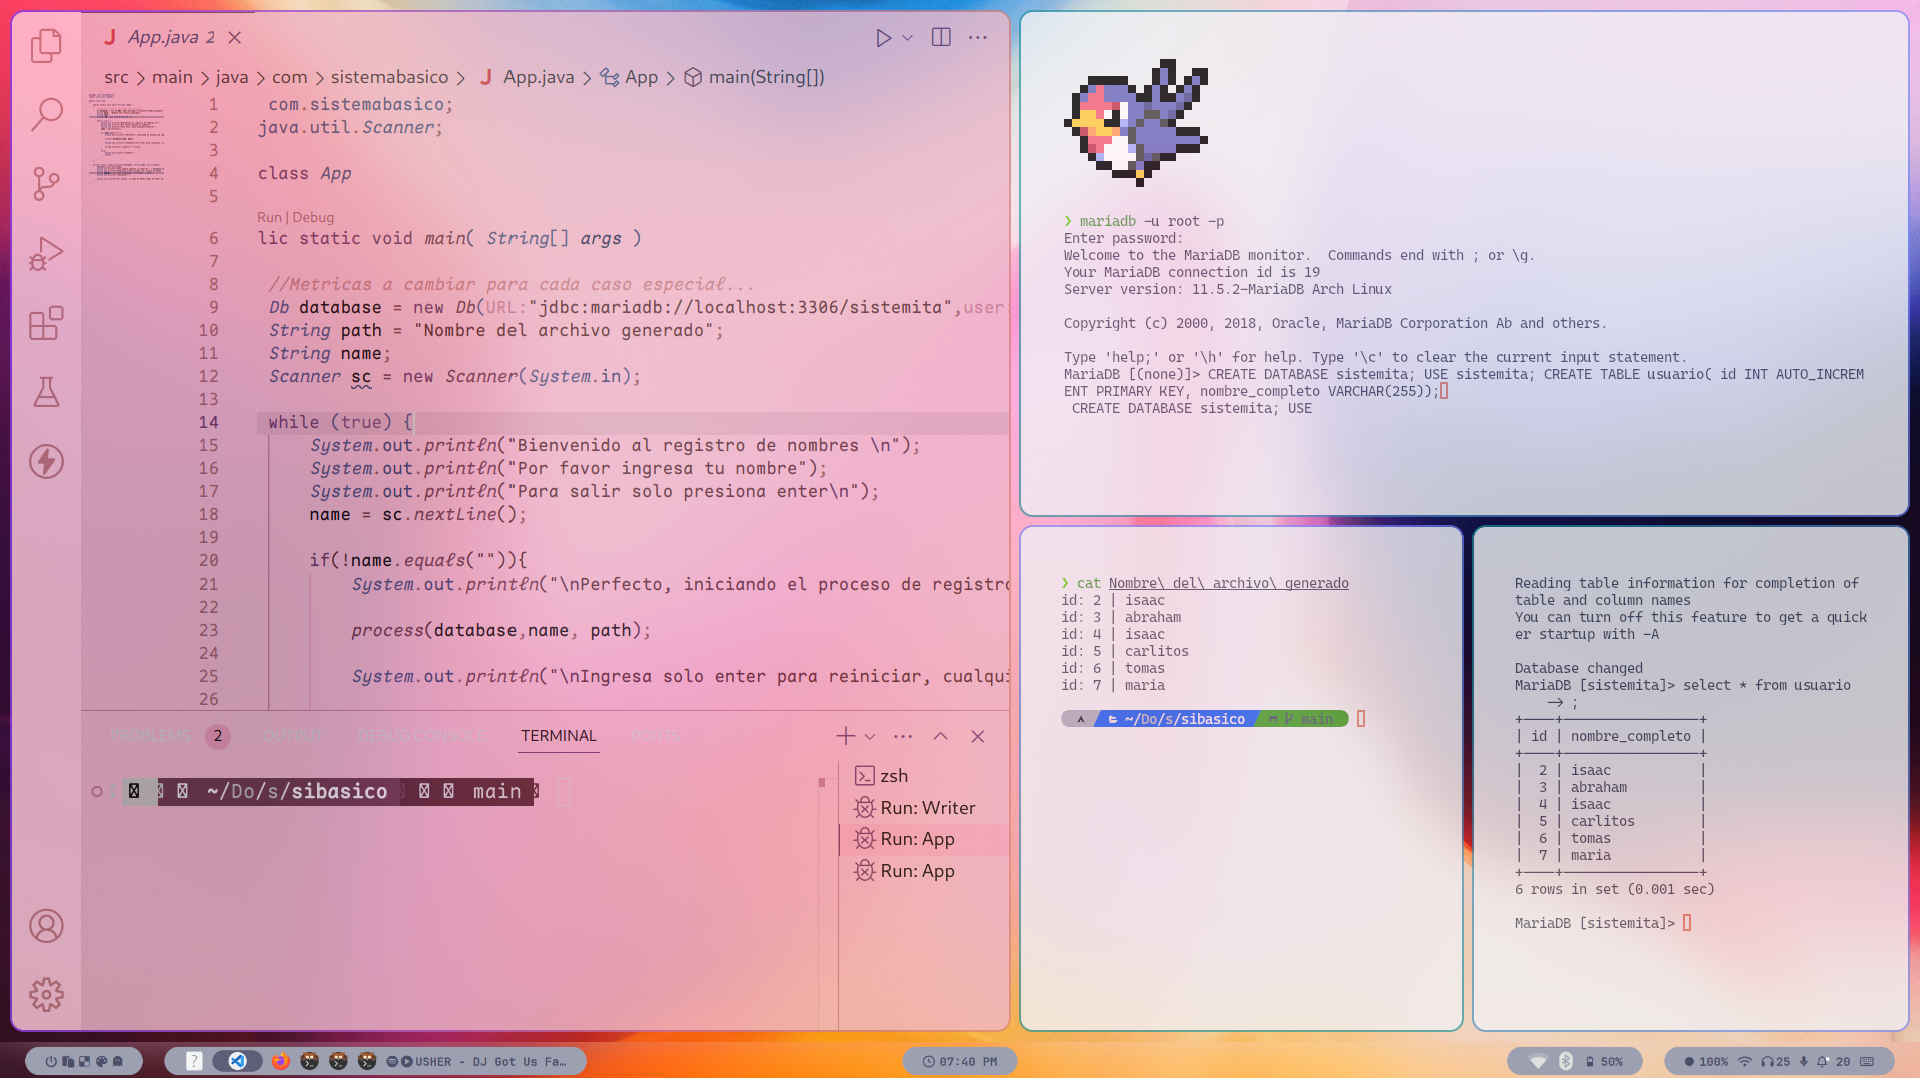 J App.java 2
src > main > java > com > sistemabasico > J App.java > App > main(String[])
1 com.sistemabasico;
2 java.util.Scanner;
3
4 class App
5
Run | Debug
6 lic static void main( String[] args )
7
8 //Metricas a cambiar para cada caso especial...
9 Db database = new Db(URL:"jdbc:mariadb://localhost:3306/sistemita",user:
10 String path = "Nombre del archivo generado";
11 String name;
12 Scanner sc = new Scanner(System.in);
13
14 while (true) {
15 System.out.println("Bienvenido al registro de nombres \n");
16 System.out.println("Por favor ingresa tu nombre");
17 System.out.println("Para salir solo presiona enter\n");
18 name = sc.nextLine();
19
20 if(!name.equals("")){
21 System.out.println("\nPerfecto, iniciando el proceso de registro
22
23 process(database,name, path);
24
25 System.out.println("\nIngresa solo enter para reiniciar, cualqui
26
PROBLEMS 2 OUTPUT DEBUG CONSOLE TERMINAL PORTS
~/Do/s/sibasico main
zsh
Run: Writer
Run: App
Run: App
❯ mariadb -u root -p
Enter password:
Welcome to the MariaDB monitor.  Commands end with ; or \g.
Your MariaDB connection id is 19
Server version: 11.5.2-MariaDB Arch Linux
Copyright (c) 2000, 2018, Oracle, MariaDB Corporation Ab and others.
Type 'help;' or '\h' for help. Type '\c' to clear the current input statement.
MariaDB [(none)]> CREATE DATABASE sistemita; USE sistemita; CREATE TABLE usuario( id INT AUTO_INCREM
ENT PRIMARY KEY, nombre_completo VARCHAR(255));
CREATE DATABASE sistemita; USE
❯ cat Nombre\ del\ archivo\ generado
id: 2 | isaac
id: 3 | abraham
id: 4 | isaac
id: 5 | carlitos
id: 6 | tomas
id: 7 | maria
~/Do/s/sibasico main
Reading table information for completion of
table and column names
You can turn off this feature to get a quick
er startup with -A
Database changed
MariaDB [sistemita]> select * from usuario
-> ;
+----+-----------------+
| id | nombre_completo |
+----+-----------------+
|  2 | isaac           |
|  3 | abraham         |
|  4 | isaac           |
|  5 | carlitos        |
|  6 | tomas           |
|  7 | maria           |
+----+-----------------+
6 rows in set (0.001 sec)
MariaDB [sistemita]>
? USHER - DJ Got Us Fa… 07:40 PM 50% 100% 25 20